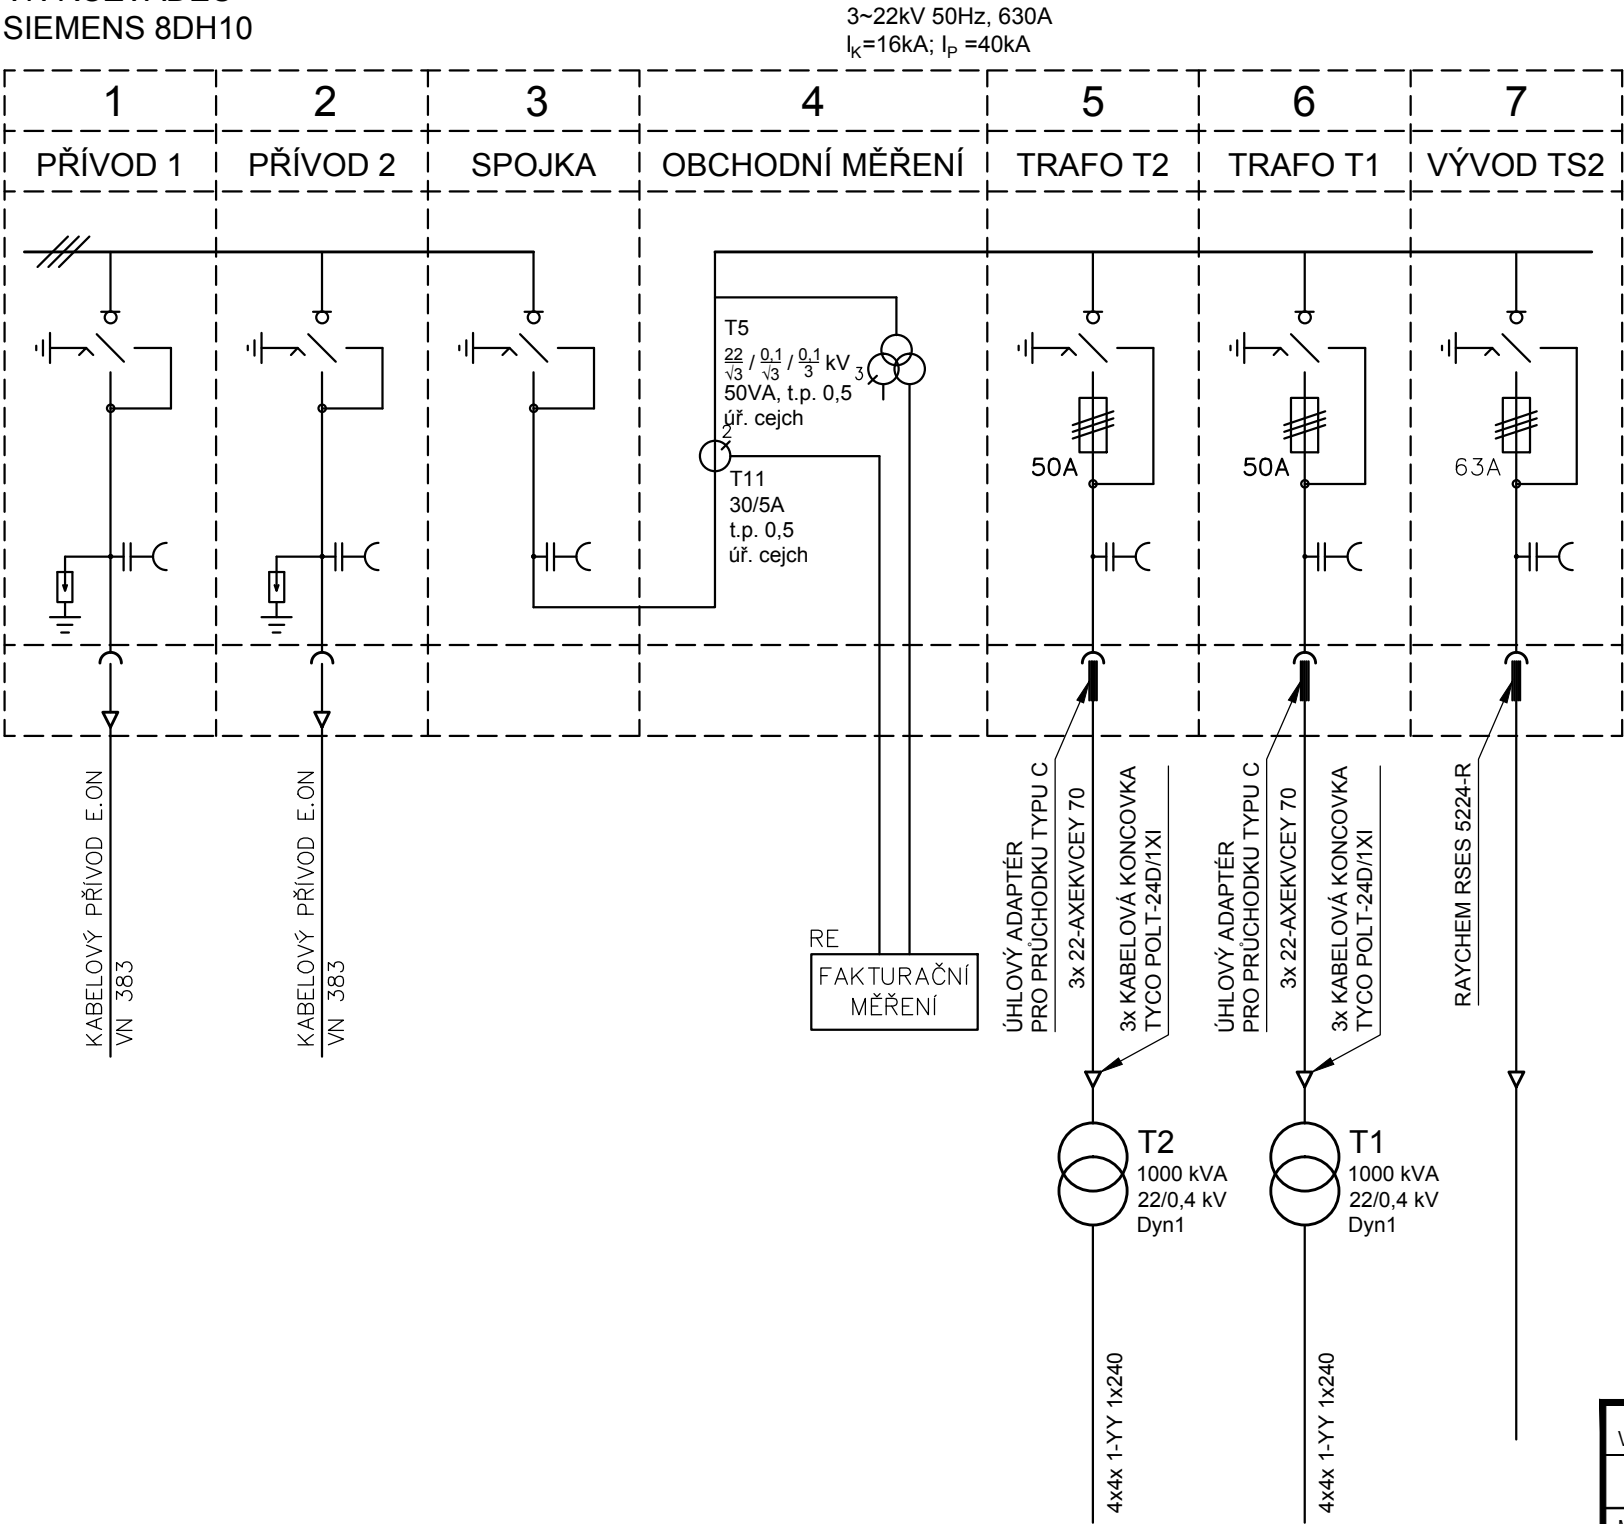 SIEMENS 8DH10
3~22kV 50Hz, 630A
I_K=16kA; I_P =40kA
1
2
3
4
5
6
7
PŘÍVOD 1
PŘÍVOD 2
SPOJKA
OBCHODNÍ MĚŘENÍ
TRAFO T2
TRAFO T1
VÝVOD TS2
T5
22/√3 / 0,1/√3 / 0,1/3 kV
3
50VA, t.p. 0,5
úř. cejch
2
T11
30/5A
t.p. 0,5
úř. cejch
50A
50A
63A
KABELOVÝ PŘÍVOD E.ON
VN 383
KABELOVÝ PŘÍVOD E.ON
VN 383
RE
FAKTURAČNÍ
MĚŘENÍ
ÚHLOVÝ ADAPTÉR
PRO PRŮCHODKU TYPU C
3x 22-AXEKVCEY 70
3x KABELOVÁ KONCOVKA
TYCO POLT-24D/1XI
ÚHLOVÝ ADAPTÉR
PRO PRŮCHODKU TYPU C
3x 22-AXEKVCEY 70
3x KABELOVÁ KONCOVKA
TYCO POLT-24D/1XI
RAYCHEM RSES 5224-R
T2
1000 kVA
22/0,4 kV
Dyn1
T1
1000 kVA
22/0,4 kV
Dyn1
4x4x 1-YY 1x240
4x4x 1-YY 1x240